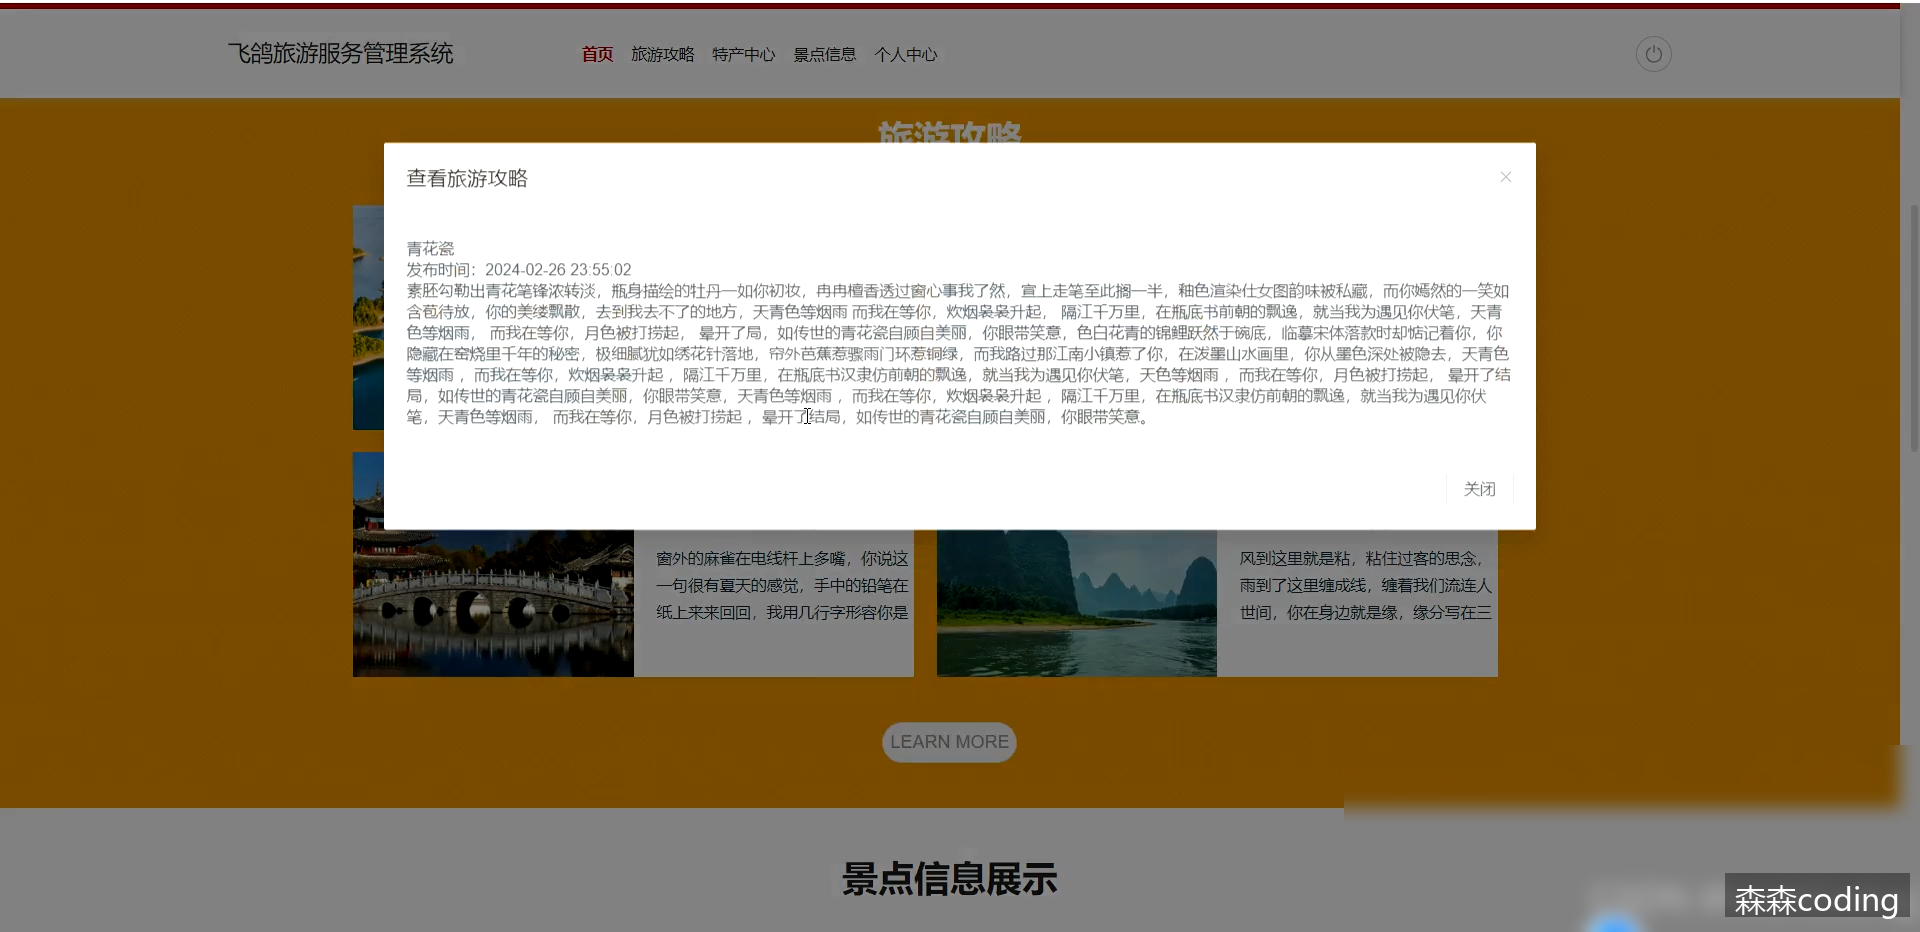 飞鸽旅游服务管理系统
首页 旅游攻略 特产中心 景点信息 个人中心
旅游攻略
查看旅游攻略
青花瓷
发布时间：2024-02-26 23:55:02
素胚勾勒出青花笔锋浓转淡，瓶身描绘的牡丹一如你初妆，冉冉檀香透过窗心事我了然，宣上走笔至此搁一半，釉色渲染仕女图韵味被私藏，而你嫣然的一笑如
含苞待放，你的美缕飘散，去到我去不了的地方，天青色等烟雨 而我在等你，炊烟袅袅升起， 隔江千万里，在瓶底书前朝的飘逸，就当我为遇见你伏笔，天青
色等烟雨， 而我在等你，月色被打捞起， 晕开了局，如传世的青花瓷自顾自美丽，你眼带笑意，色白花青的锦鲤跃然于碗底，临摹宋体落款时却惦记着你，你
隐藏在窑烧里千年的秘密，极细腻犹如绣花针落地，帘外芭蕉惹骤雨门环惹铜绿，而我路过那江南小镇惹了你，在泼墨山水画里，你从墨色深处被隐去，天青色
等烟雨 ，而我在等你，炊烟袅袅升起 ，隔江千万里，在瓶底书汉隶仿前朝的飘逸，就当我为遇见你伏笔，天色等烟雨 ，而我在等你，月色被打捞起， 晕开了结
局，如传世的青花瓷自顾自美丽，你眼带笑意，天青色等烟雨 ，而我在等你，炊烟袅袅升起 ，隔江千万里，在瓶底书汉隶仿前朝的飘逸，就当我为遇见你伏
笔，天青色等烟雨， 而我在等你，月色被打捞起 ，晕开了结局，如传世的青花瓷自顾自美丽，你眼带笑意。
关闭
窗外的麻雀在电线杆上多嘴，你说这
一句很有夏天的感觉，手中的铅笔在
纸上来来回回，我用几行字形容你是
风到这里就是粘，粘住过客的思念，
雨到了这里缠成线，缠着我们流连人
世间，你在身边就是缘，缘分写在三
LEARN MORE
景点信息展示
森森coding